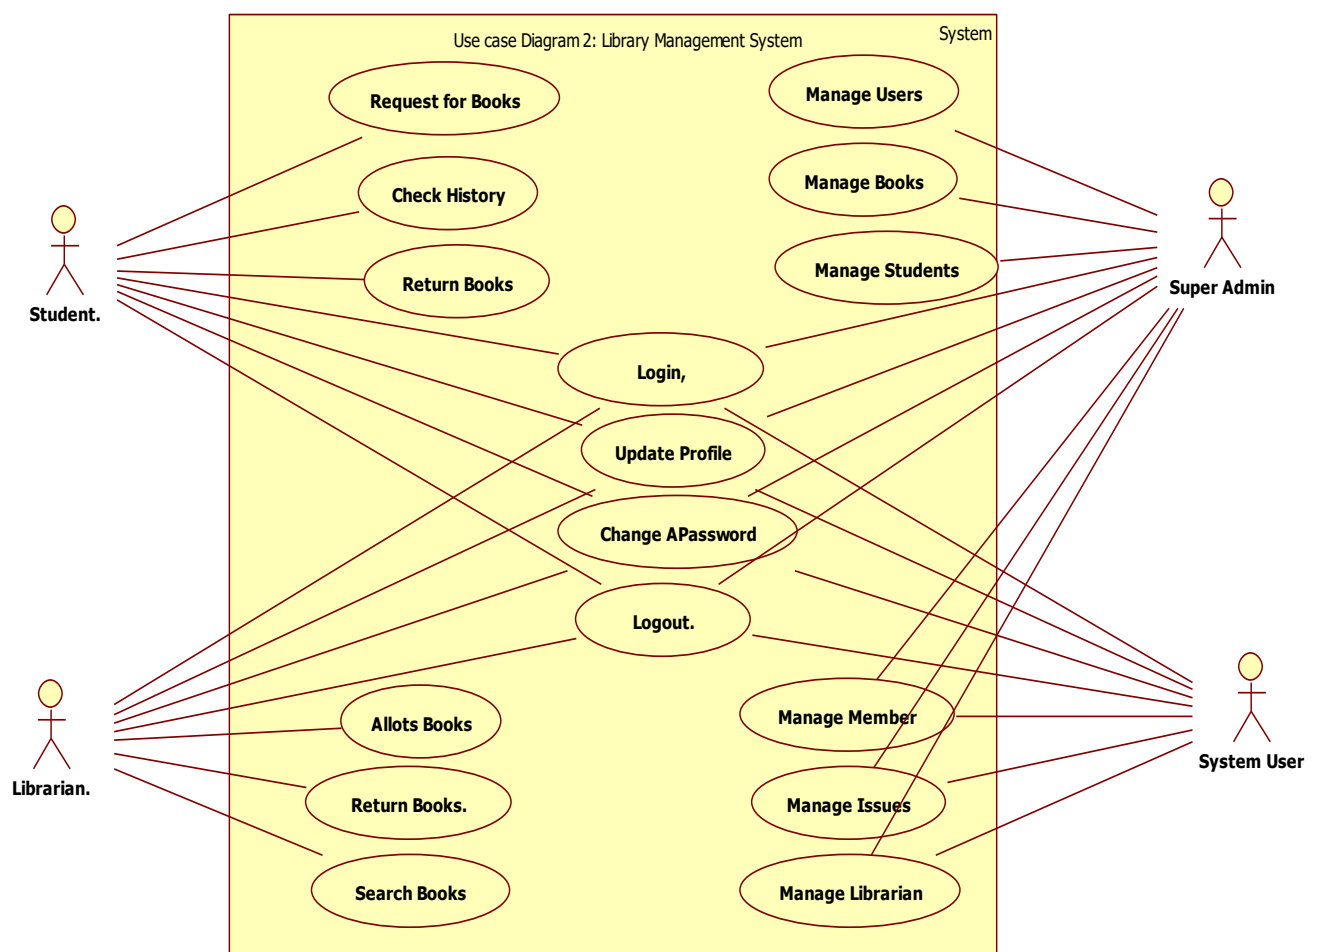 System
Use case Diagram 2: Library Management System
Request for Books
Manage Users
Check History
Manage Books
Return Books
Manage Students
Student.
Super Admin
Login,
Update Profile
Change APassword
Logout.
Allots Books
Manage Member
Librarian.
System User
Return Books.
Manage Issues
Search Books
Manage Librarian